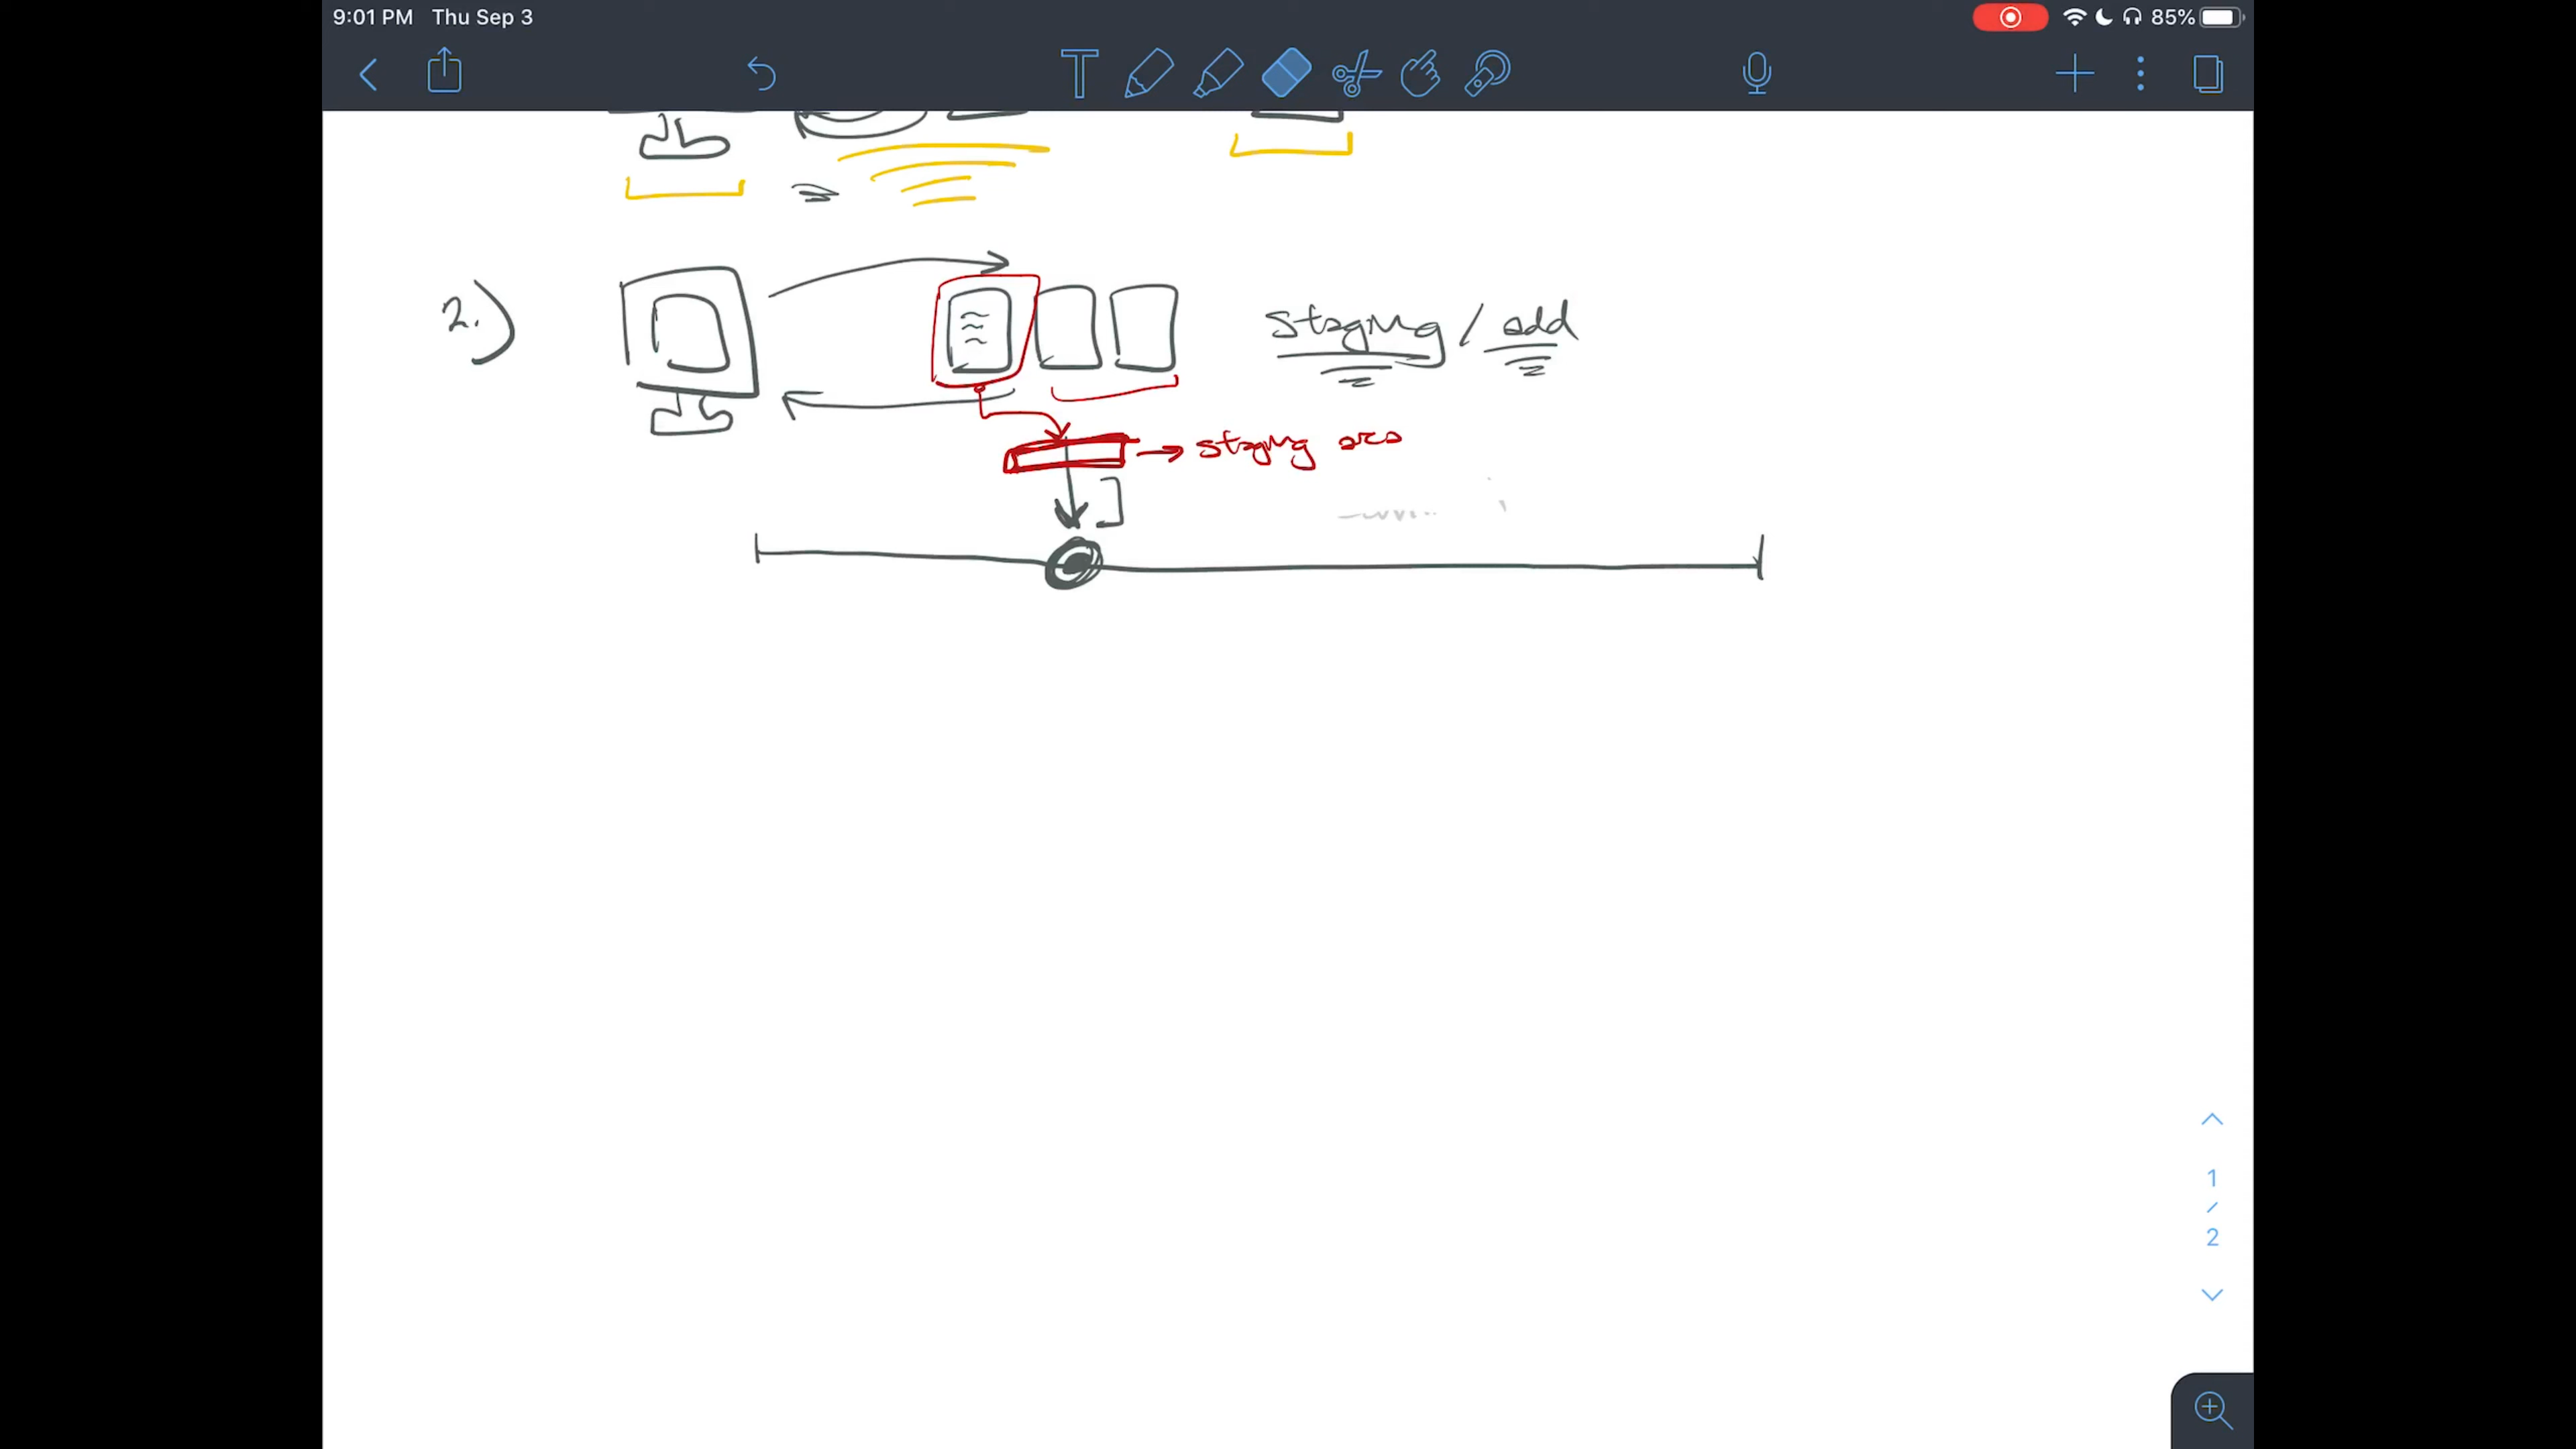 9:01 PM Thu Sep 3
85%
2.)
staging / add
→ staging area
1
/
2